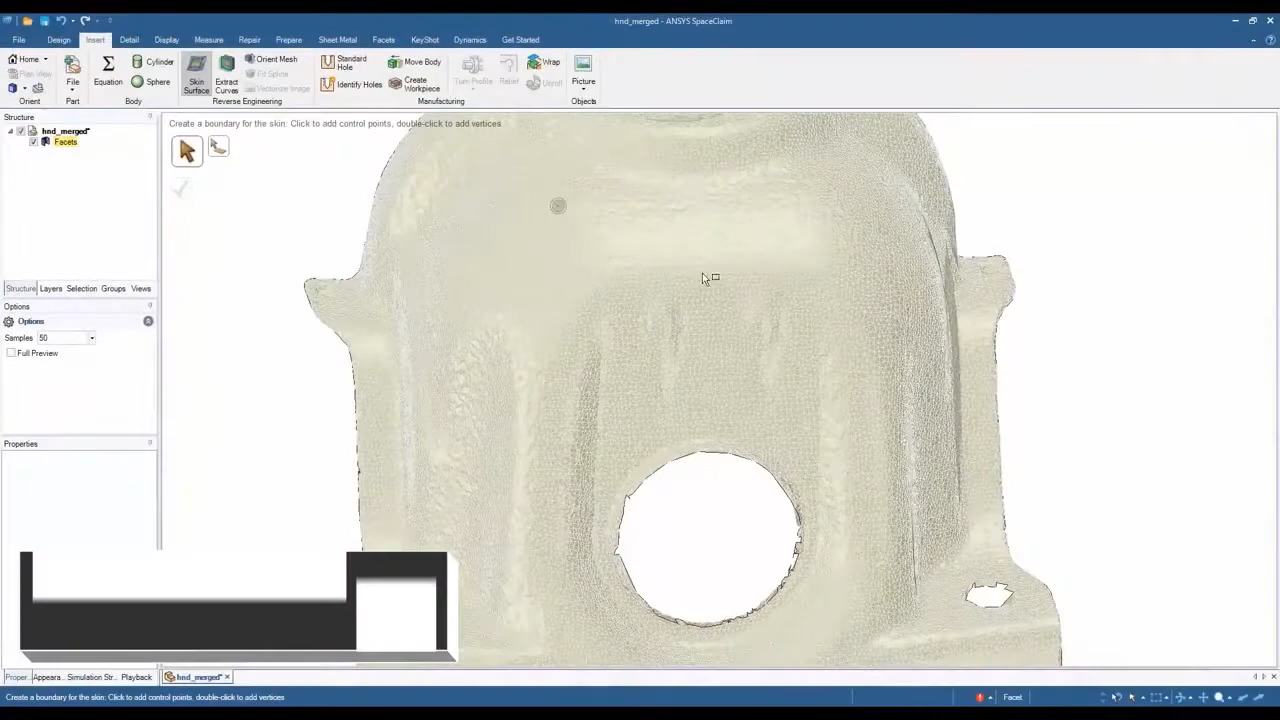 hnd_merged - ANSYS SpaceClaim
File Design Insert Detail Display Measure Repair Prepare Sheet Metal Facets KeyShot Dynamics Get Started
Home
Plan View
Orient
File
Part
Equation
Cylinder
Sphere
Body
Skin Surface
Extract Curves
Orient Mesh
Fit Spline
Vectorize Image
Reverse Engineering
Standard Hole
Identify Holes
Move Body
Create Workpiece
Turn Profile
Relief
Wrap
Unroll
Manufacturing
Picture
Objects
Structure
hnd_merged*
Facets
Structure Layers Selection Groups Views
Options
Options
Samples 50
Full Preview
Properties
Create a boundary for the skin: Click to add control points, double-click to add vertices
Proper... Appeara... Simulation Str... Playback
hnd_merged*
Create a boundary for the skin: Click to add control points, double-click to add vertices
Facet